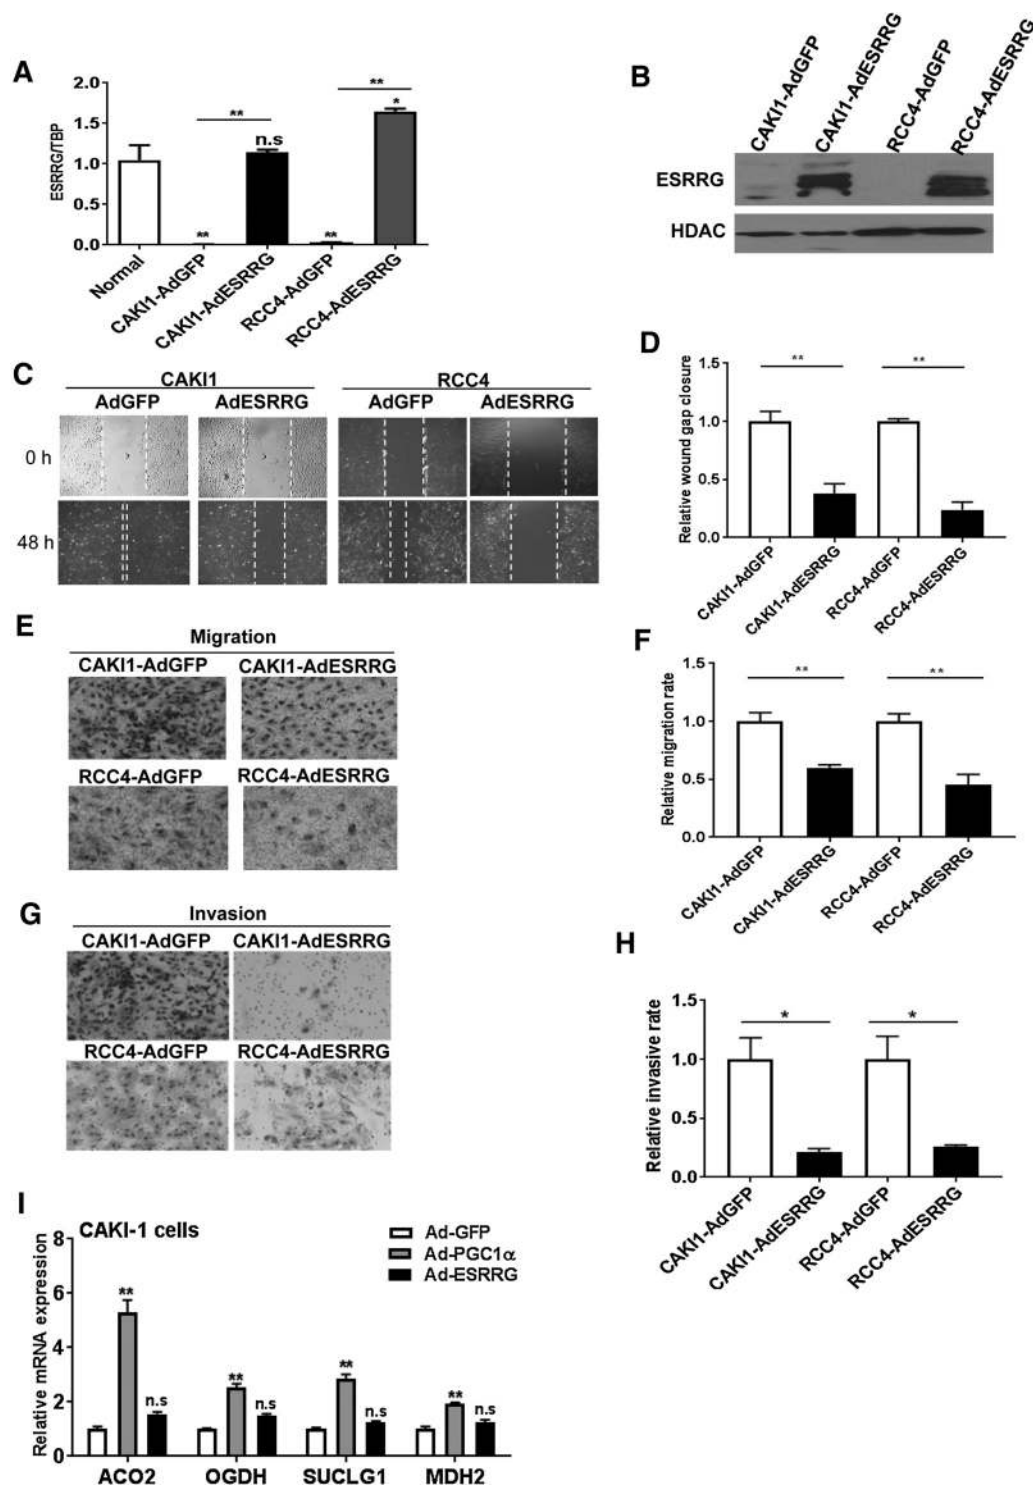 A
ESRRG/TBP
2.0
1.5
1.0
0.5
0.0
**
**
n.s
**
**
*
Normal
CAKI1-AdGFP
CAKI1-AdESRRG
RCC4-AdGFP
RCC4-AdESRRG
B
CAKI1-AdGFP
CAKI1-AdESRRG
RCC4-AdGFP
RCC4-AdESRRG
ESRRG
HDAC
C
CAKI1
RCC4
AdGFP
AdESRRG
AdGFP
AdESRRG
0 h
48 h
D
Relative wound gap closure
1.5
1.0
0.5
0.0
**
**
CAKI1-AdGFP
CAKI1-AdESRRG
RCC4-AdGFP
RCC4-AdESRRG
E
Migration
CAKI1-AdGFP
CAKI1-AdESRRG
RCC4-AdGFP
RCC4-AdESRRG
F
Relative migration rate
1.5
1.0
0.5
0.0
**
**
CAKI1-AdGFP
CAKI1-AdESRRG
RCC4-AdGFP
RCC4-AdESRRG
G
Invasion
CAKI1-AdGFP
CAKI1-AdESRRG
RCC4-AdGFP
RCC4-AdESRRG
H
Relative invasive rate
1.5
1.0
0.5
0.0
*
*
CAKI1-AdGFP
CAKI1-AdESRRG
RCC4-AdGFP
RCC4-AdESRRG
I
CAKI-1 cells
Ad-GFP
Ad-PGC1α
Ad-ESRRG
Relative mRNA expression
8
6
4
2
0
**
n.s
**
n.s
**
n.s
**
n.s
ACO2
OGDH
SUCLG1
MDH2